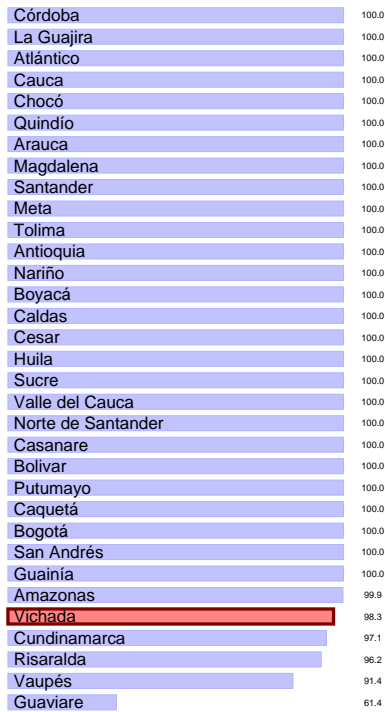 Córdoba 100.0
La Guajira 100.0
Atlántico 100.0
Cauca 100.0
Chocó 100.0
Quindío 100.0
Arauca 100.0
Magdalena 100.0
Santander 100.0
Meta 100.0
Tolima 100.0
Antioquia 100.0
Nariño 100.0
Boyacá 100.0
Caldas 100.0
Cesar 100.0
Huila 100.0
Sucre 100.0
Valle del Cauca 100.0
Norte de Santander 100.0
Casanare 100.0
Bolivar 100.0
Putumayo 100.0
Caquetá 100.0
Bogotá 100.0
San Andrés 100.0
Guainía 100.0
Amazonas 99.9
Vichada 98.3
Cundinamarca 97.1
Risaralda 96.2
Vaupés 91.4
Guaviare 61.4